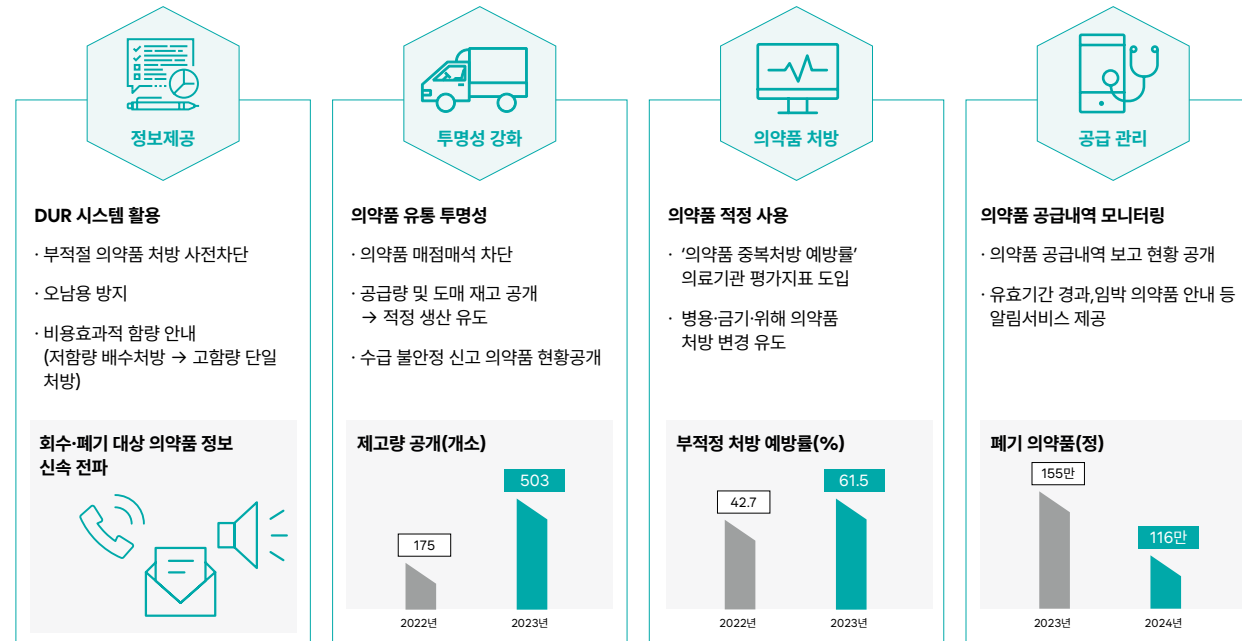 정보제공
DUR 시스템 활용
· 부적절 의약품 처방 사전차단
· 오남용 방지
· 비용효과적 함량 안내
(저함량 배수처방 → 고함량 단일
처방)
회수·폐기 대상 의약품 정보
신속 전파
투명성 강화
의약품 유통 투명성
· 의약품 매점매석 차단
· 공급량 및 도매 재고 공개
→ 적정 생산 유도
· 수급 불안정 신고 의약품 현황공개
제고량 공개(개소)
175
503
2022년
2023년
의약품 처방
의약품 적정 사용
· ‘의약품 중복처방 예방률’
의료기관 평가지표 도입
· 병용·금기·위해 의약품
처방 변경 유도
부적정 처방 예방률(%)
42.7
61.5
2022년
2023년
공급 관리
의약품 공급내역 모니터링
· 의약품 공급내역 보고 현황 공개
· 유효기간 경과,임박 의약품 안내 등
알림서비스 제공
폐기 의약품(정)
155만
116만
2023년
2024년